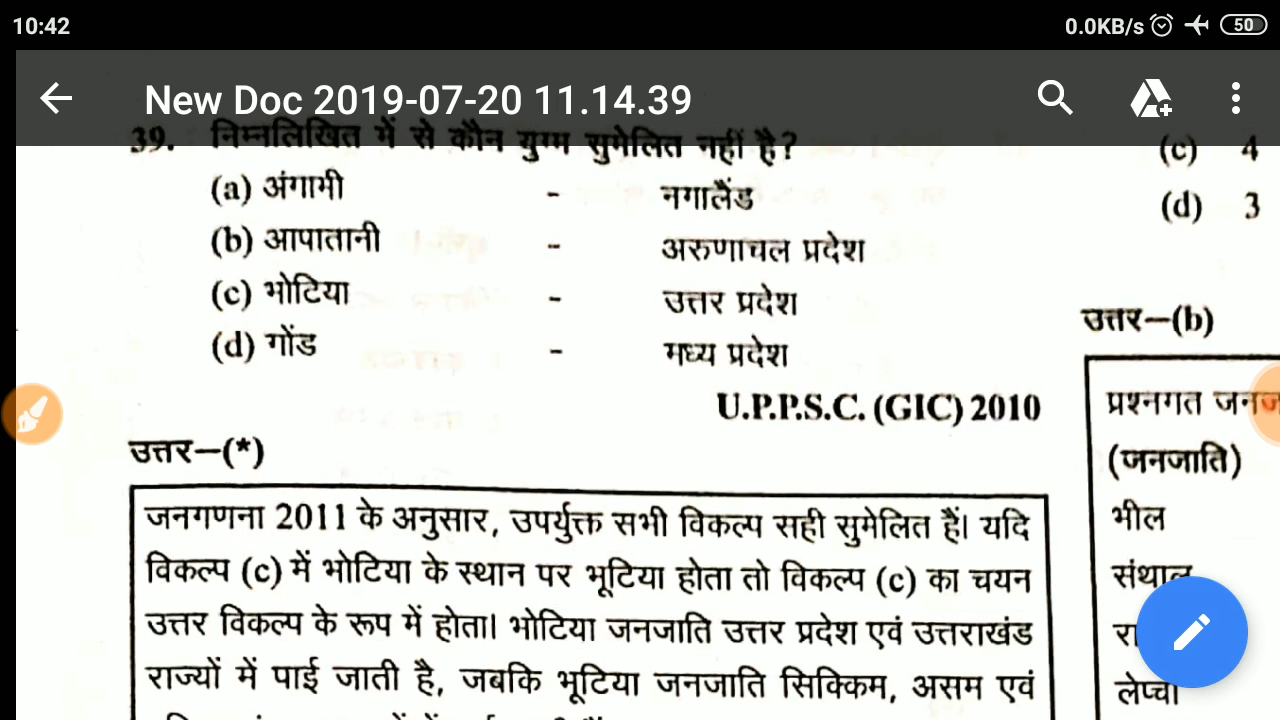 10:42
0.0KB/s 50
New Doc 2019-07-20 11.14.39
39. निम्नलिखित में से कौन युग्म सुमेलित नहीं है?
(a) अंगामी - नगालैंड
(b) आपातानी - अरुणाचल प्रदेश
(c) भोटिया - उत्तर प्रदेश
(d) गोंड - मध्य प्रदेश
U.P.P.S.C. (GIC) 2010
उत्तर–(*)
जनगणना 2011 के अनुसार, उपर्युक्त सभी विकल्प सही सुमेलित हैं। यदि
विकल्प (c) में भोटिया के स्थान पर भूटिया होता तो विकल्प (c) का चयन
उत्तर विकल्प के रूप में होता। भोटिया जनजाति उत्तर प्रदेश एवं उत्तराखंड
राज्यों में पाई जाती है, जबकि भूटिया जनजाति सिक्किम, असम एवं
(c) 4
(d) 3
उत्तर–(b)
प्रश्नगत
(जनजाति)
भील
संथाल
लेप्चा